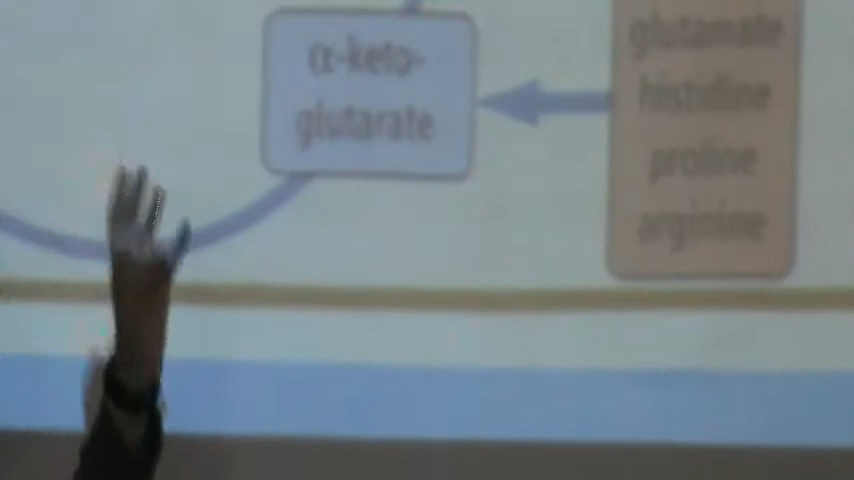 α-keto-
glutarate
glutamate
histidine
proline
arginine